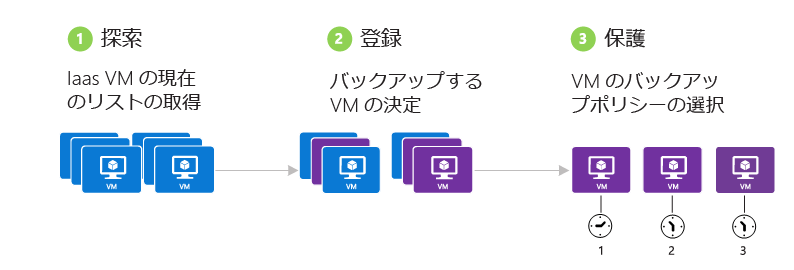 1 探索
Iaas VM の現在
のリストの取得
2 登録
バックアップする
VM の決定
3 保護
VM のバックアッ
プポリシーの選択
VM
VM
VM
VM
VM
VM
VM
1
2
3